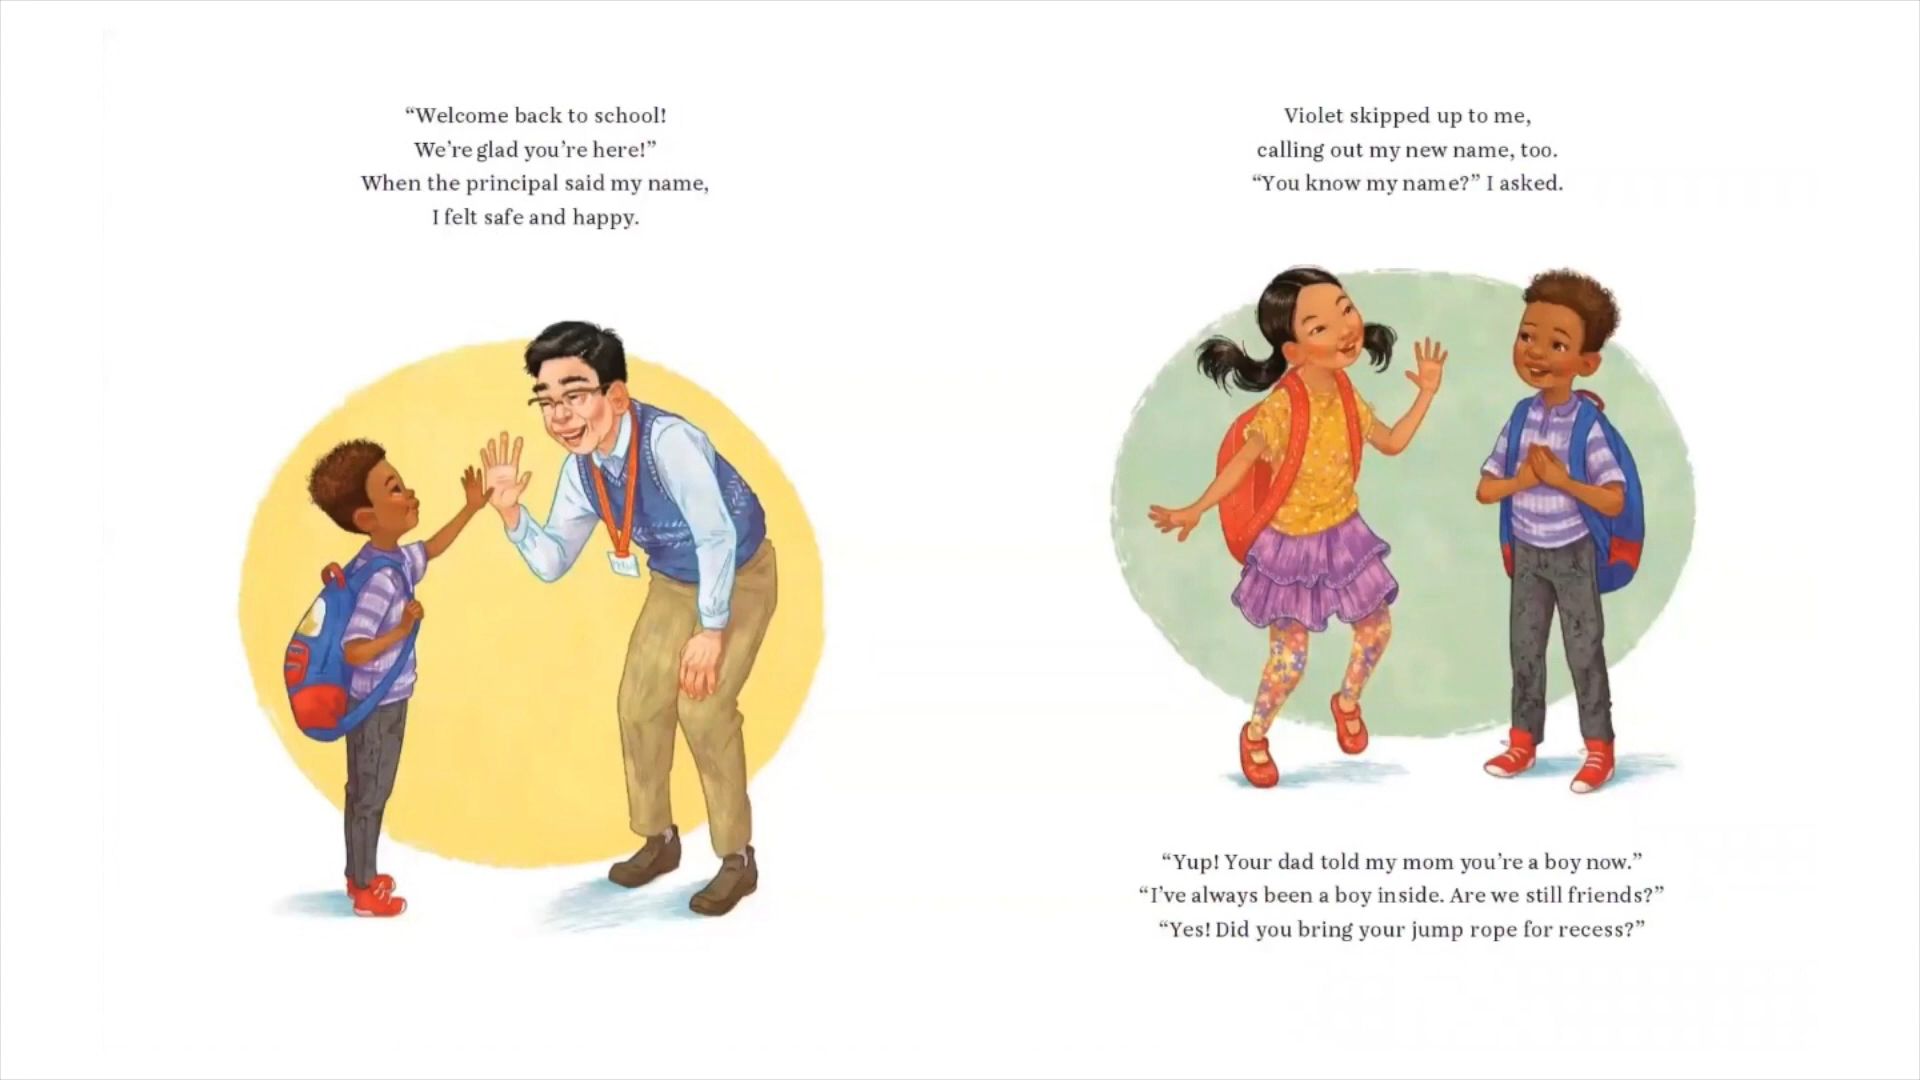 “Welcome back to school!
We’re glad you’re here!”
When the principal said my name,
I felt safe and happy.
Violet skipped up to me,
calling out my new name, too.
“You know my name?” I asked.
“Yup! Your dad told my mom you’re a boy now.”
“I’ve always been a boy inside. Are we still friends?”
“Yes! Did you bring your jump rope for recess?”